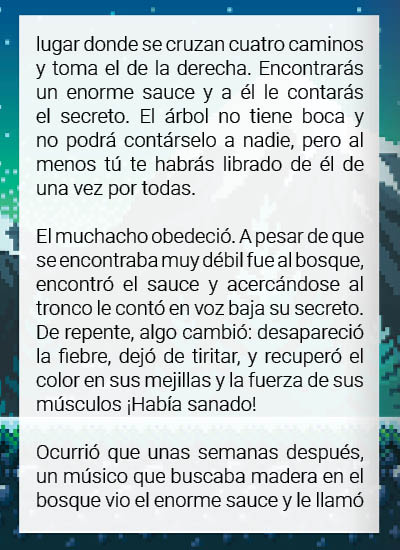 lugar donde se cruzan cuatro caminos
y toma el de la derecha. Encontrarás
un enorme sauce y a él le contarás
el secreto. El árbol no tiene boca y
no podrá contárselo a nadie, pero al
menos tú te habrás librado de él de
una vez por todas.
El muchacho obedeció. A pesar de que
se encontraba muy débil fue al bosque,
encontró el sauce y acercándose al
tronco le contó en voz baja su secreto.
De repente, algo cambió: desapareció
la fiebre, dejó de tiritar, y recuperó el
color en sus mejillas y la fuerza de sus
músculos ¡Había sanado!
Ocurrió que unas semanas después,
un músico que buscaba madera en el
bosque vio el enorme sauce y le llamó